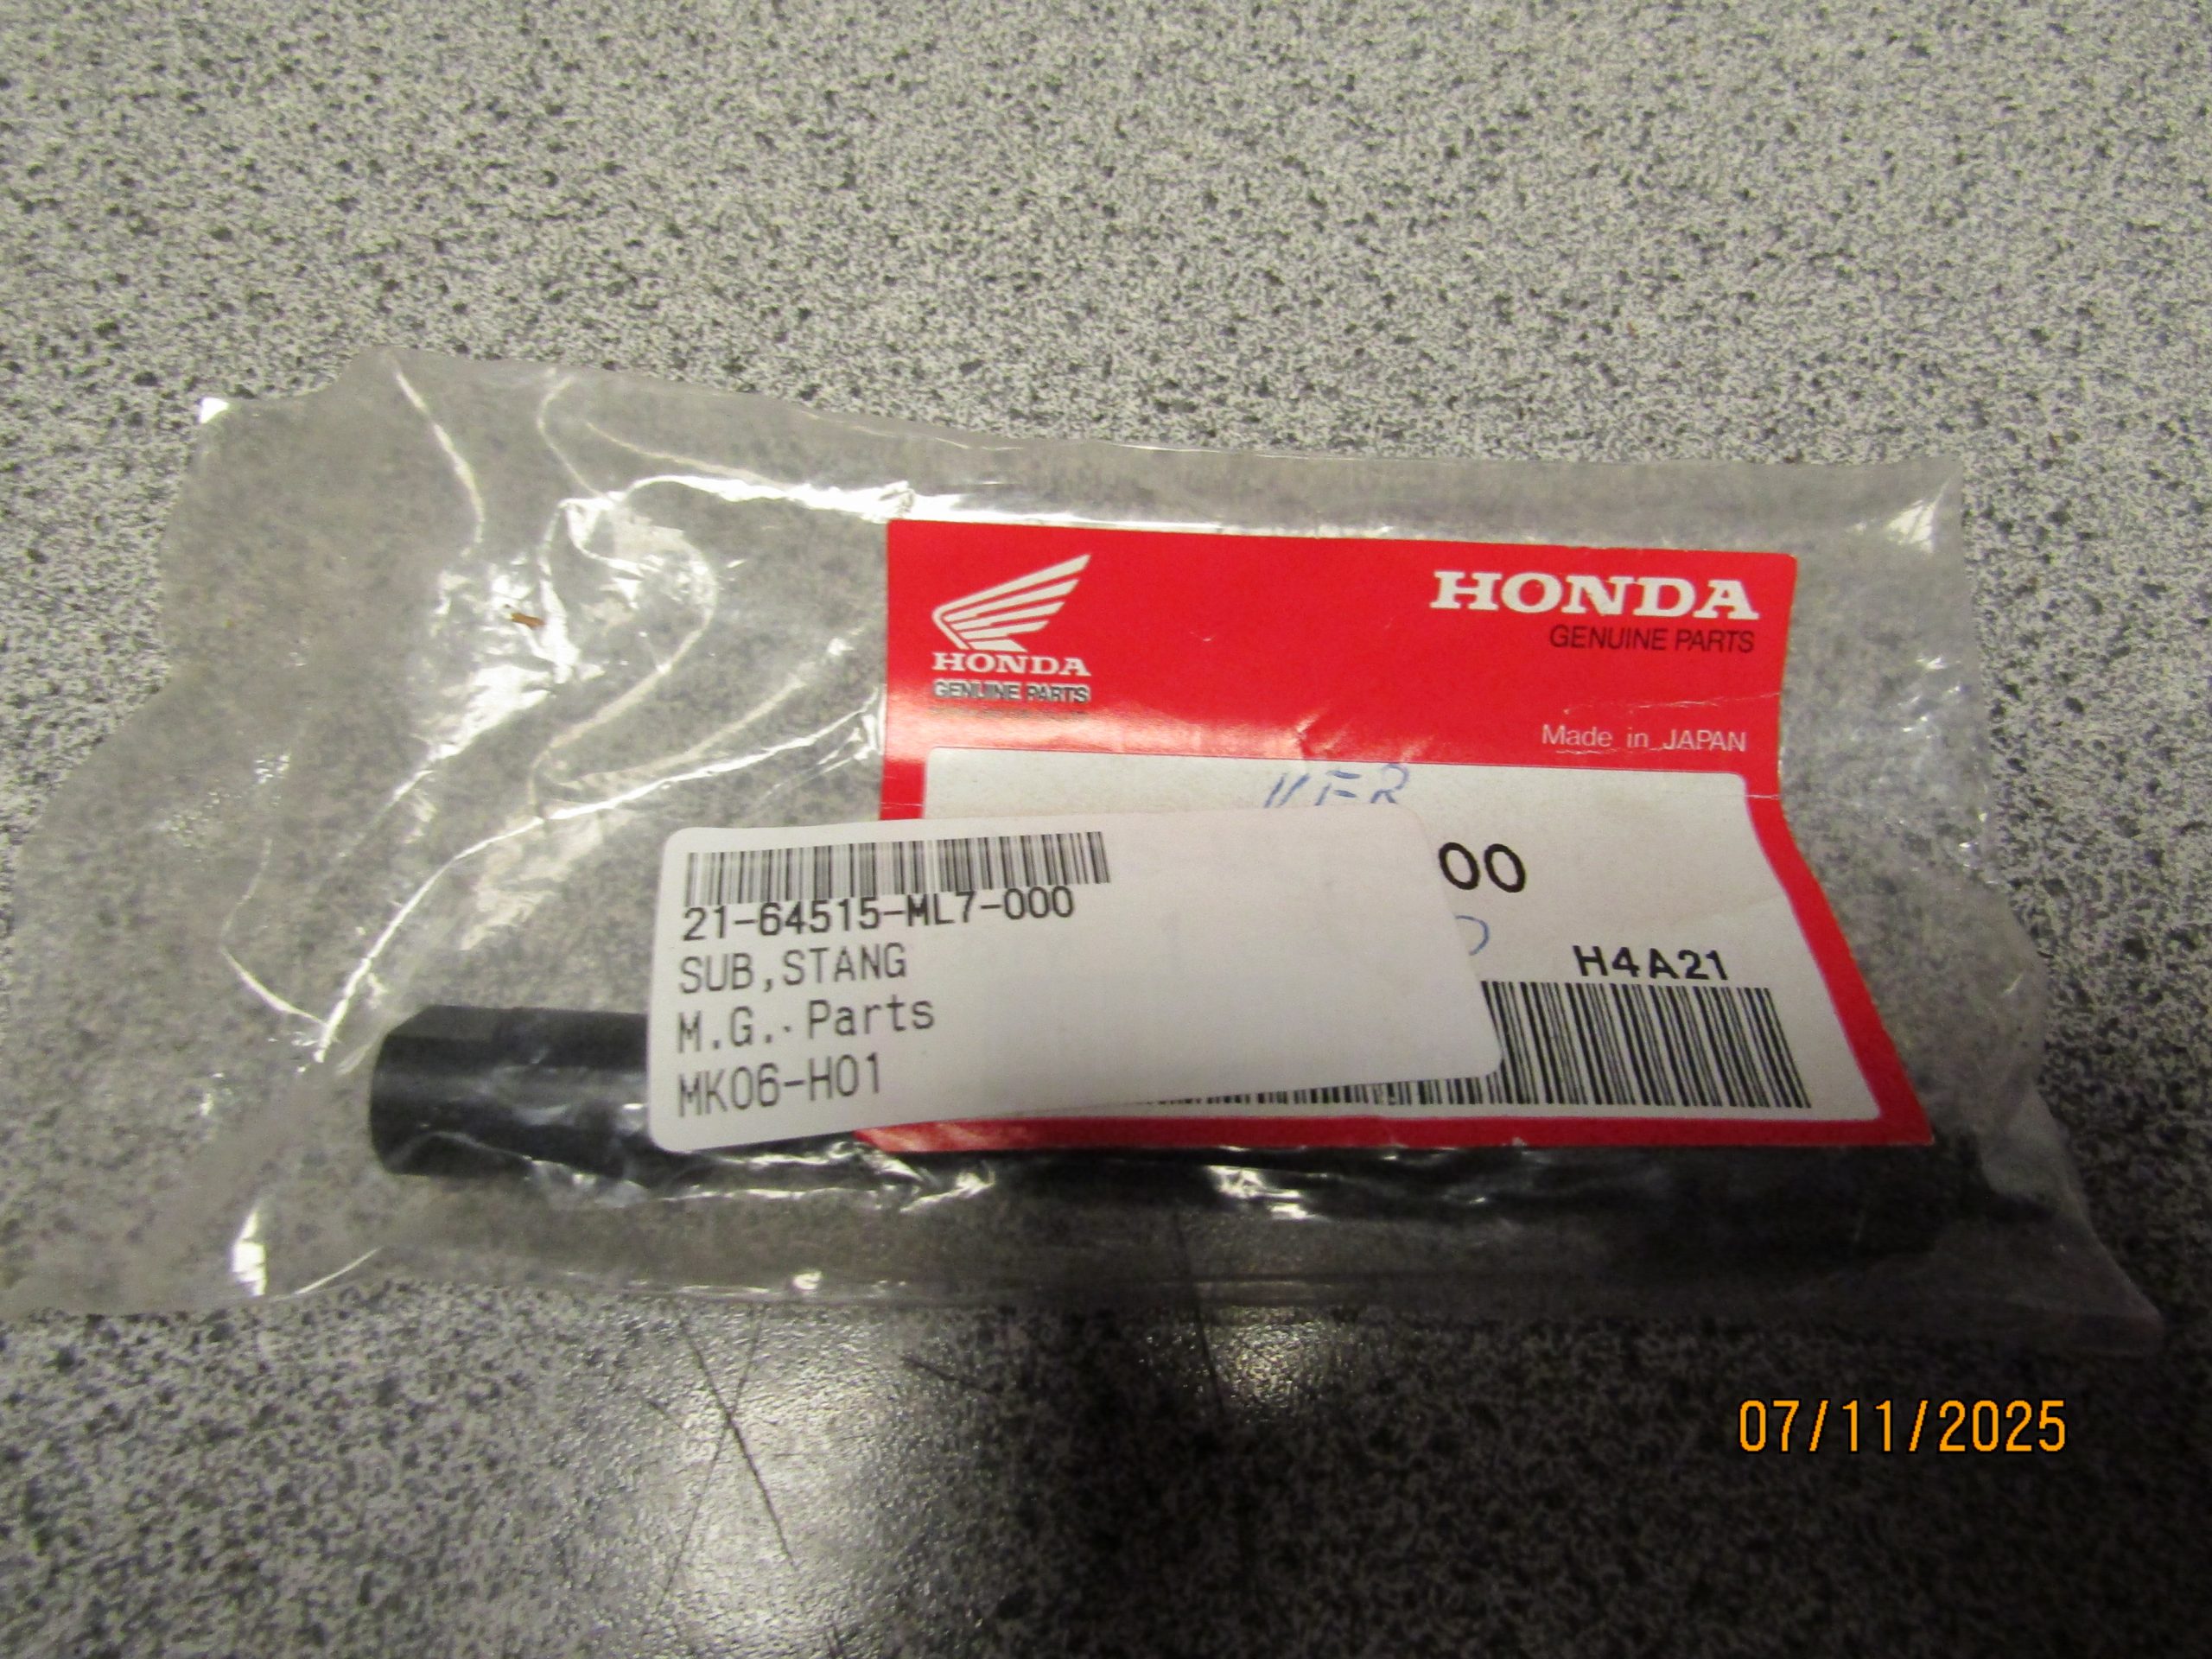 HONDA
GENUINE PARTS
HONDA
GENUINE PARTS
Made in JAPAN
00
H4A21
21-64515-ML7-000
SUB,STANG
M.G. Parts
MK06-H01
07/11/2025